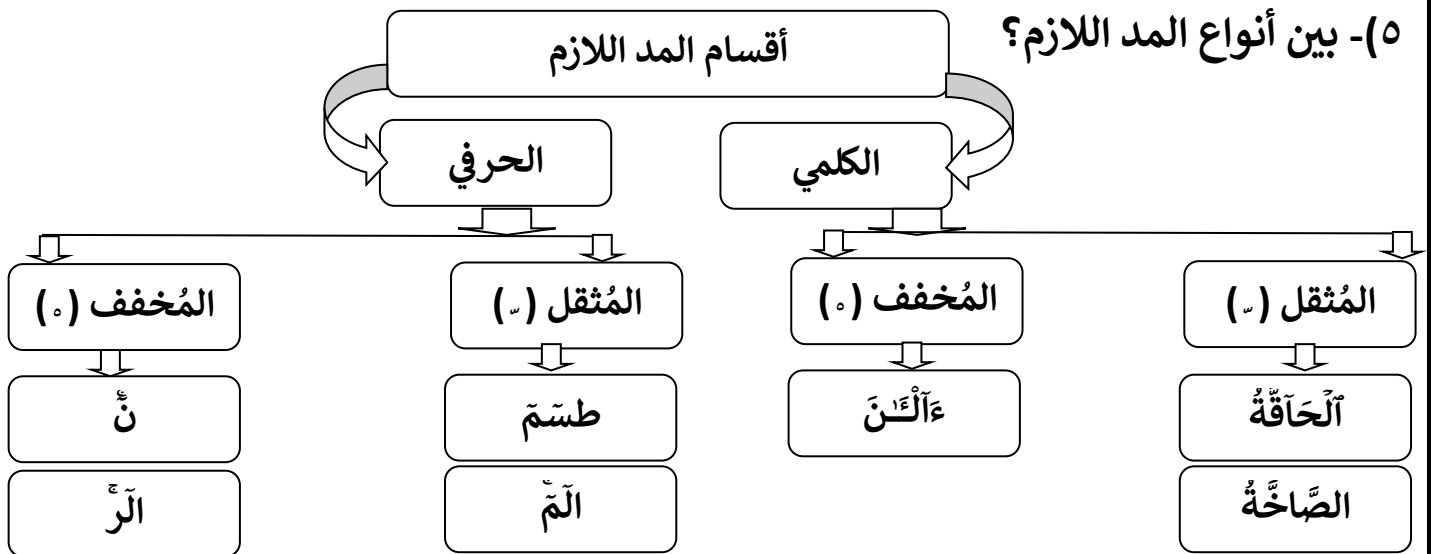 ٥)- بين أنواع المد اللازم؟
أقسام المد اللازم
الكلمي
الحرفي
المُثقل (ّ)
المُخفف (ه)
المُثقل (ّ)
المُخفف (ه)
ٱلۡحَآقَّةُ
ءَآلۡـَٰٔنَ
طسٓمٓ
نٓۚ
الصَّاخَّةُ
الٓمٓ
الٓرۚ